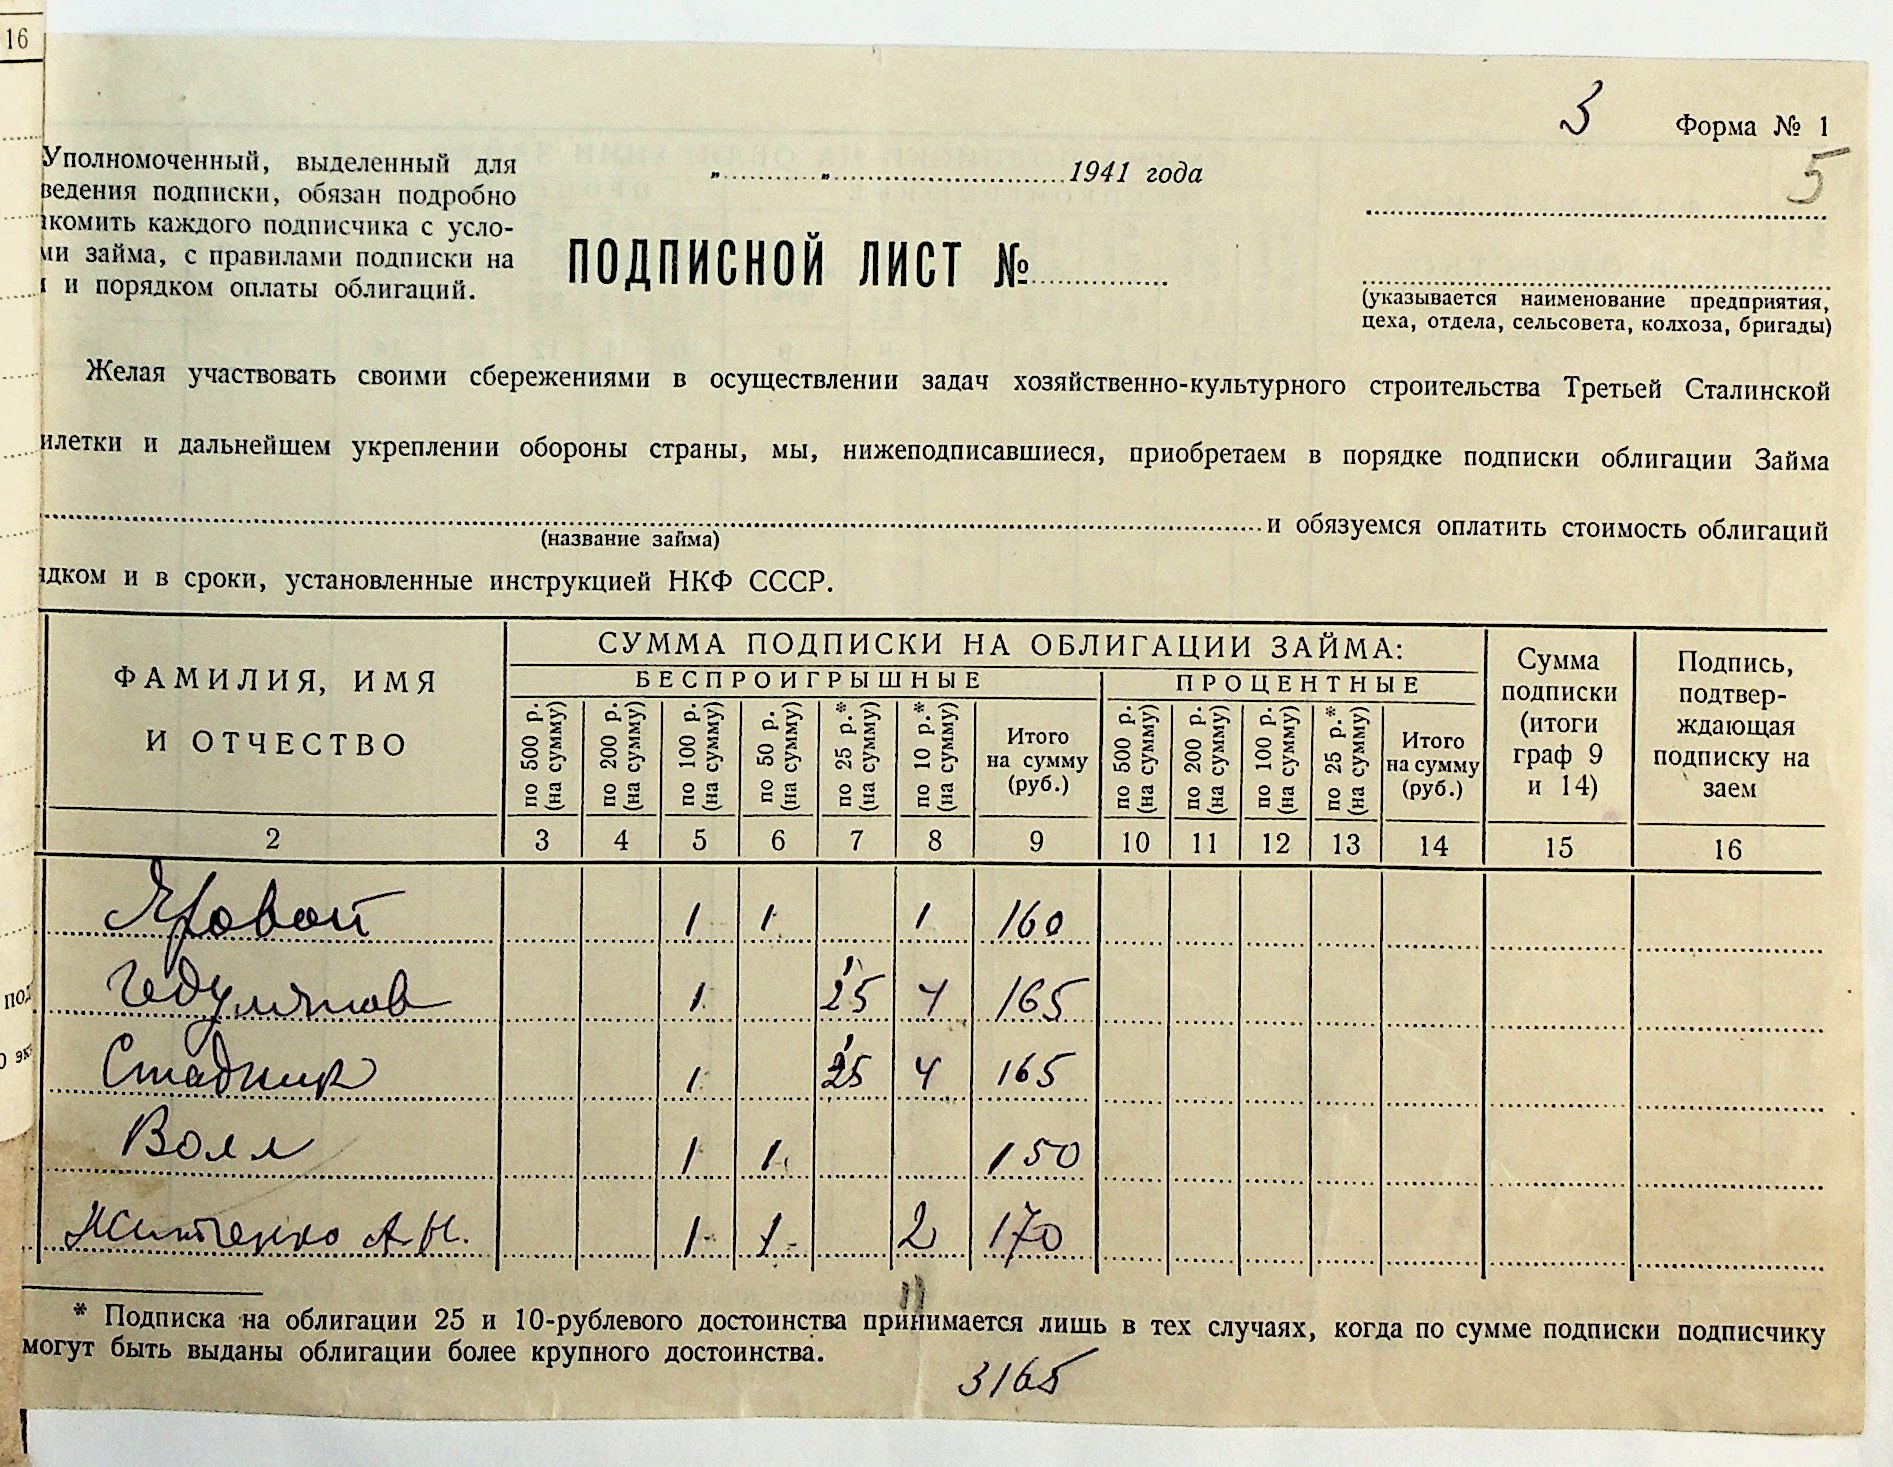 16
3 Форма № 1
5
Уполномоченный, выделенный для
ведения подписки, обязан подробно
комить каждого подписчика с усло-
ми займа, с правилами подписки на
и порядком оплаты облигаций.
„ „ 1941 года
ПОДПИСНОЙ ЛИСТ №
(указывается наименование предприятия,
цеха, отдела, сельсовета, колхоза, бригады)
Желая участвовать своими сбережениями в осуществлении задач хозяйственно-культурного строительства Третьей Сталинской
илетки и дальнейшем укреплении обороны страны, мы, нижеподписавшиеся, приобретаем в порядке подписки облигации Займа
и обязуемся оплатить стоимость облигаций
(название займа)
дком и в сроки, установленные инструкцией НКФ СССР.
ФАМИЛИЯ, ИМЯ
И ОТЧЕСТВО
СУММА ПОДПИСКИ НА ОБЛИГАЦИИ ЗАЙМА:
БЕСПРОИГРЫШНЫЕ
ПРОЦЕНТНЫЕ
по 500 р.
(на сумму)
по 200 р.
(на сумму)
по 100 р.
(на сумму)
по 50 р.
(на сумму)
по 25 р.*
(на сумму)
по 10 р.*
(на сумму)
Итого
на сумму
(руб.)
по 500 р.
(на сумму)
по 200 р.
(на сумму)
по 100 р.
(на сумму)
по 25 р.*
(на сумму)
Итого
на сумму
(руб.)
Сумма
подписки
(итоги
граф 9
и 14)
Подпись,
подтвер-
ждающая
подписку на
заем
2 3 4 5 6 7 8 9 10 11 12 13 14 15 16
Яровой 1 1 1 160
1 25 4 165
Стадник 1 25 4 165
Волл 1 1 150
Житченко А.Н. 1 1 2 170
* Подписка на облигации 25 и 10-рублевого достоинства принимается лишь в тех случаях, когда по сумме подписки подписчику
могут быть выданы облигации более крупного достоинства.
3165